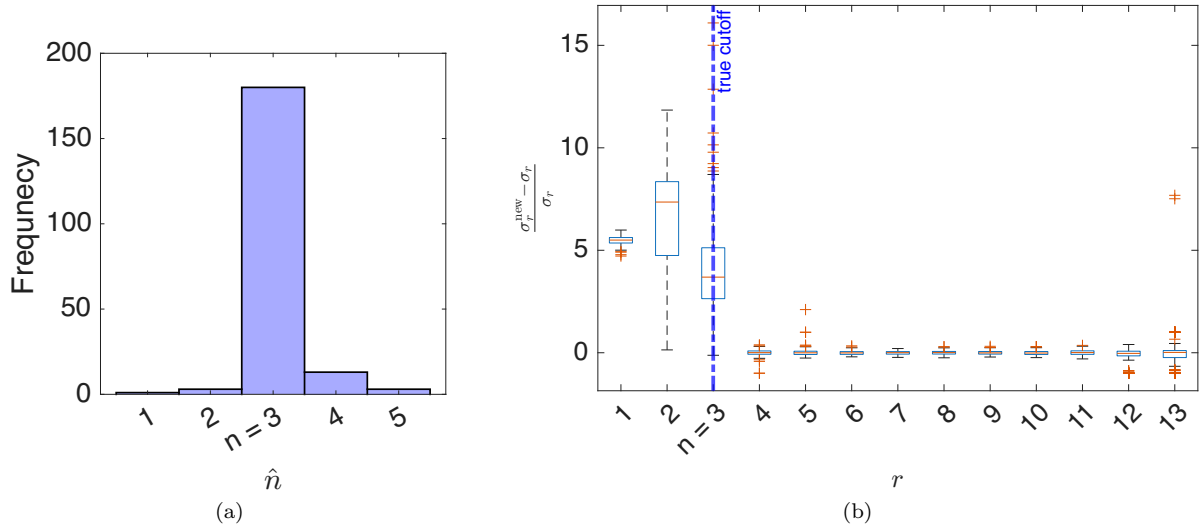 200
150
100
50
0
Frequnecy
1
2
n = 3
4
5
n̂
(a)
15
10
5
0
true cutoff
σ_r^new − σ_r / σ_r
1
2
n = 3
4
5
6
7
8
9
10
11
12
13
r
(b)